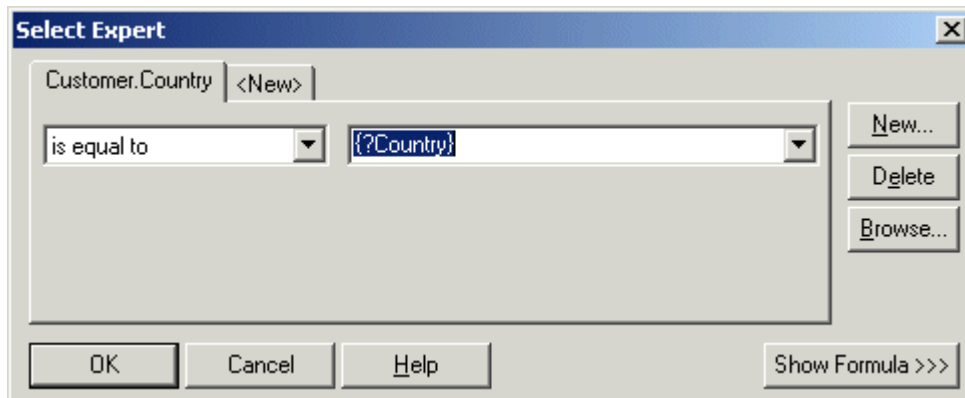 Select Expert
Customer.Country
<New>
is equal to
{?Country}
New...
Delete
Browse...
OK
Cancel
Help
Show Formula >>>